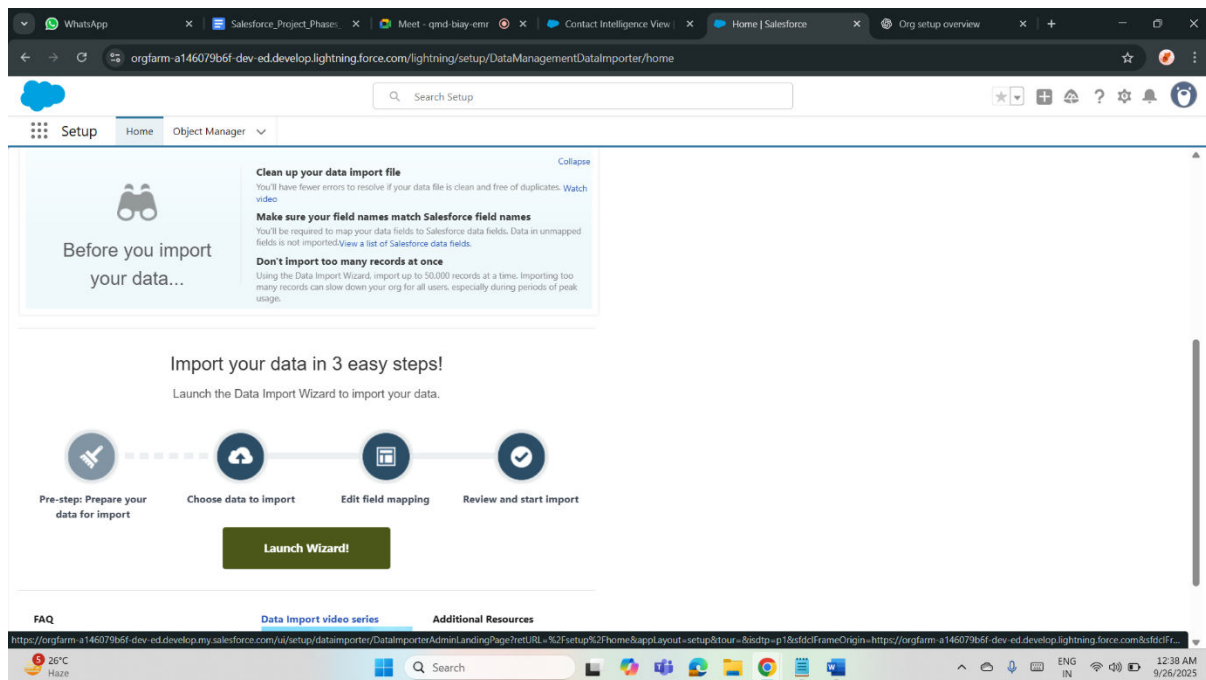 WhatsApp
Salesforce_Project_Phases_
Meet - qmd-biay-emr
Contact Intelligence View |
Home | Salesforce
Org setup overview
orgfarm-a146079b6f-dev-ed.develop.lightning.force.com/lightning/setup/DataManagementDataImporter/home
Search Setup
Setup
Home
Object Manager
Collapse
Clean up your data import file
You'll have fewer errors to resolve if your data file is clean and free of duplicates. Watch
video
Make sure your field names match Salesforce field names
You'll be required to map your data fields to Salesforce data fields. Data in unmapped
fields is not imported.View a list of Salesforce data fields.
Before you import
your data...
Don't import too many records at once
Using the Data Import Wizard, import up to 50,000 records at a time. Importing too
many records can slow down your org for all users, especially during periods of peak
usage.
Import your data in 3 easy steps!
Launch the Data Import Wizard to import your data.
Pre-step: Prepare your
data for import
Choose data to import
Edit field mapping
Review and start import
Launch Wizard!
FAQ
Data Import video series
Additional Resources
https://orgfarm-a146079b6f-dev-ed.develop.my.salesforce.com/ui/setup/dataimporter/DataImporterAdminLandingPage?retURL=%2Fsetup%2Fhome&appLayout=setup&tour=&isdtp=p1&sfdcIFrameOrigin=https://orgfarm-a146079b6f-dev-ed.develop.lightning.force.com&sfdcIFr...
5
26°C
Haze
Search
ENG
IN
12:38 AM
9/26/2025